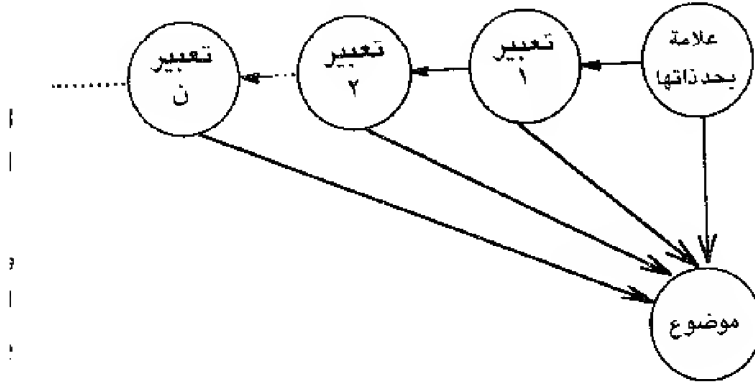 علامة
بحدذاتها
تعبير
١
تعبير
٢
تعبير
ن
موضوع